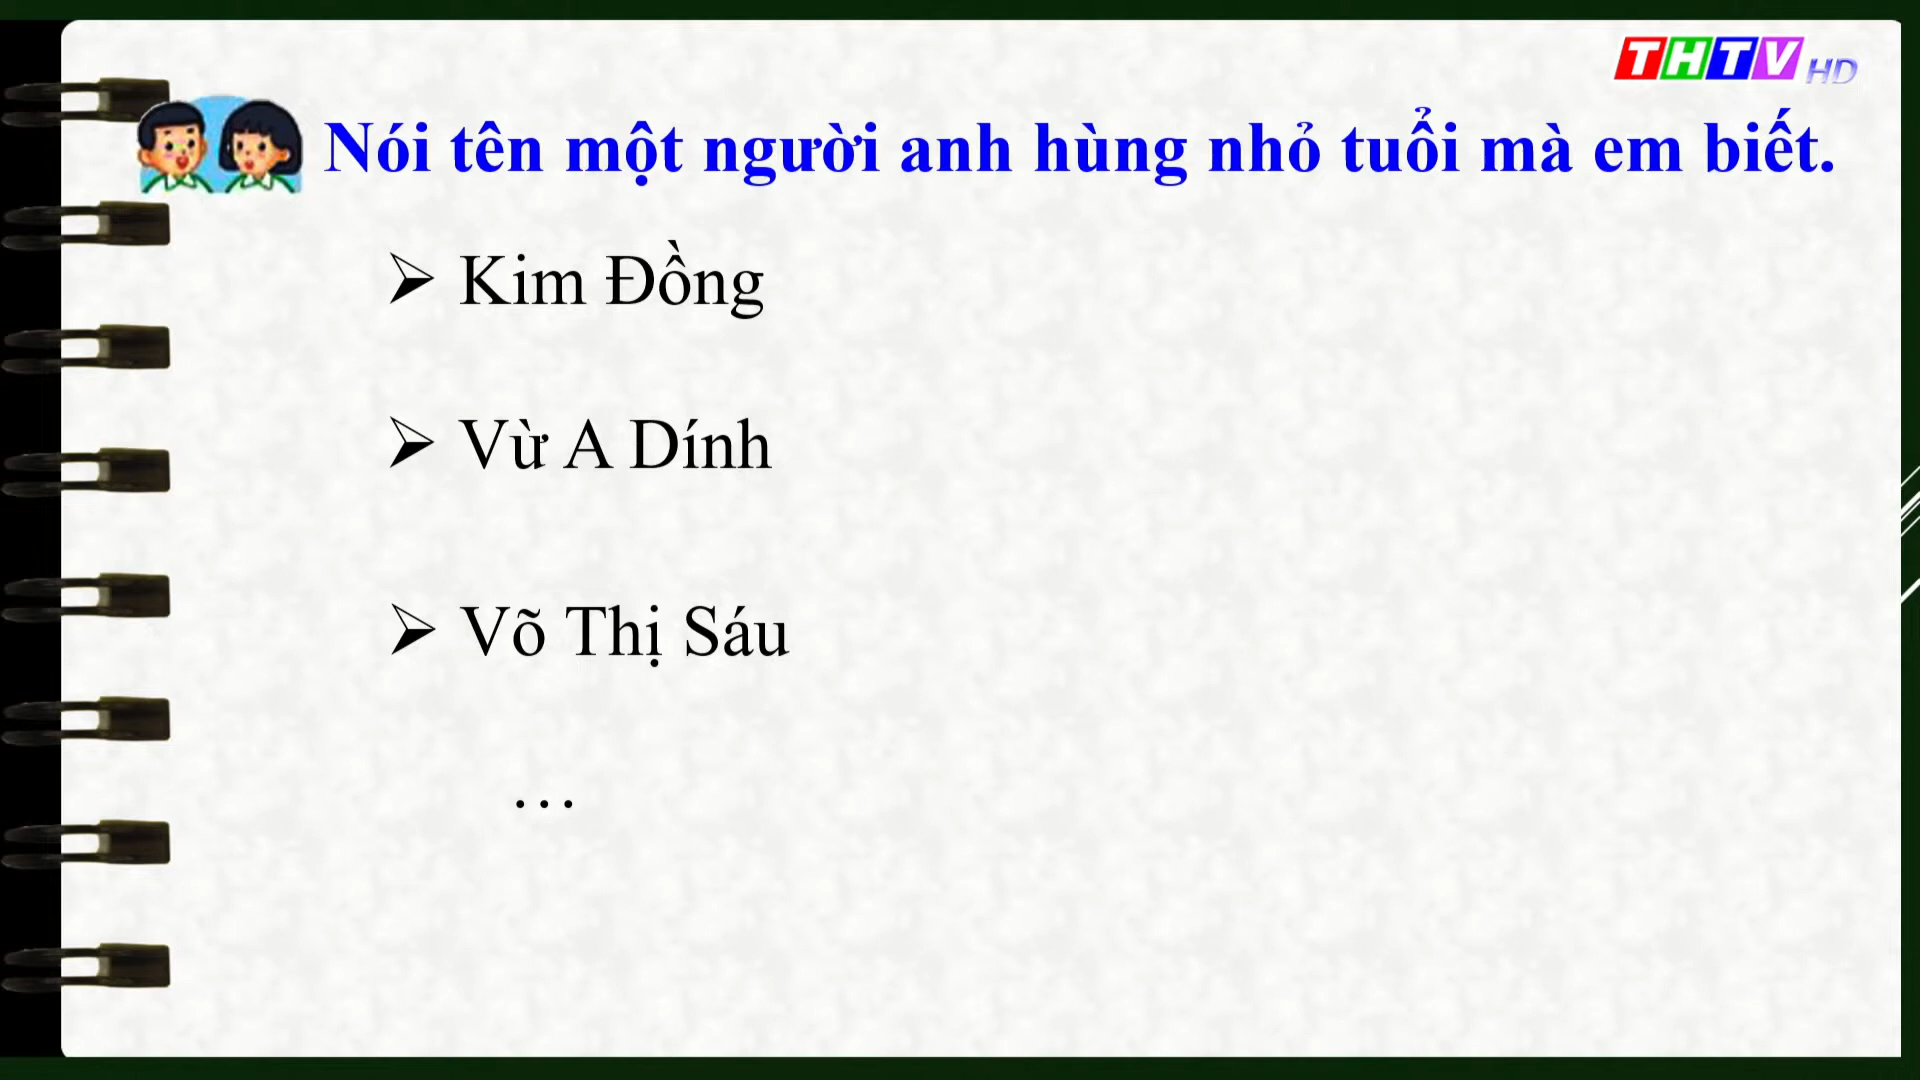 THTV HD
Nói tên một người anh hùng nhỏ tuổi mà em biết.
Kim Đồng
Vừ A Dính
Võ Thị Sáu
...